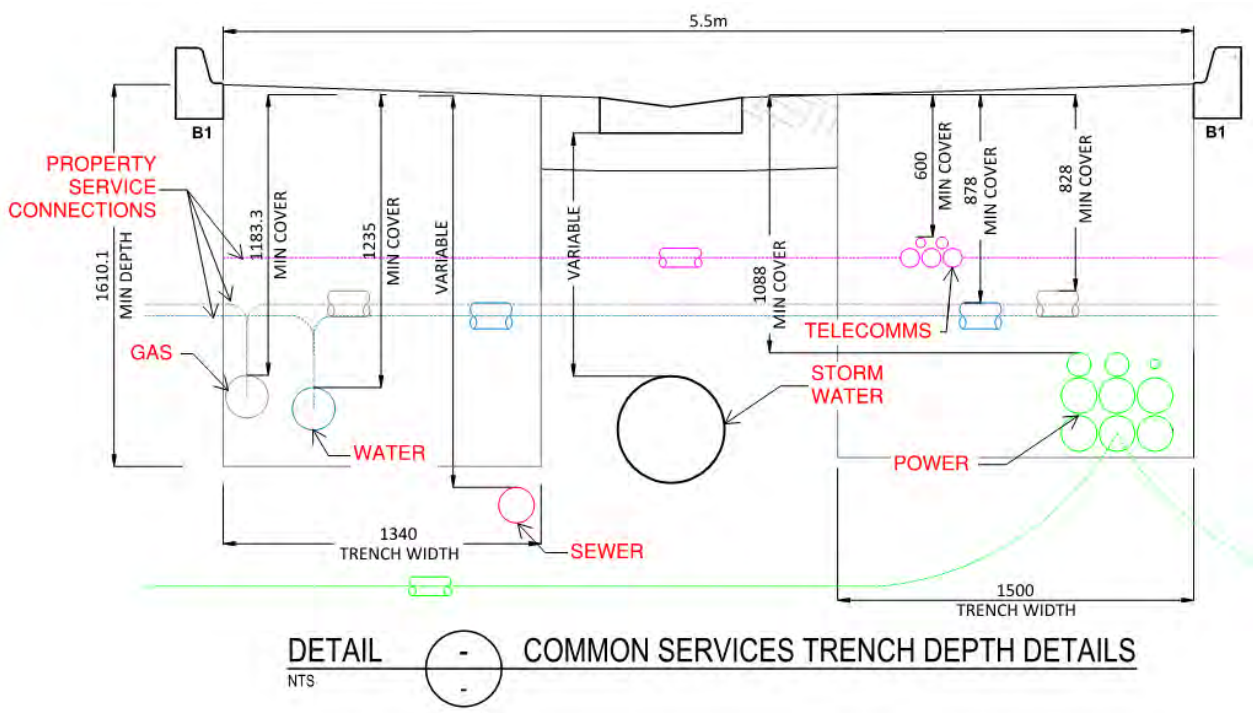 5.5m
B1
B1
PROPERTY
SERVICE
CONNECTIONS
1610.1
MIN DEPTH
1183.3
MIN COVER
1235
MIN COVER
VARIABLE
VARIABLE
1088
MIN COVER
600
MIN COVER
878
MIN COVER
828
MIN COVER
TELECOMMS
GAS
STORM
WATER
WATER
POWER
SEWER
1340
TRENCH WIDTH
1500
TRENCH WIDTH
DETAIL - COMMON SERVICES TRENCH DEPTH DETAILS
NTS -